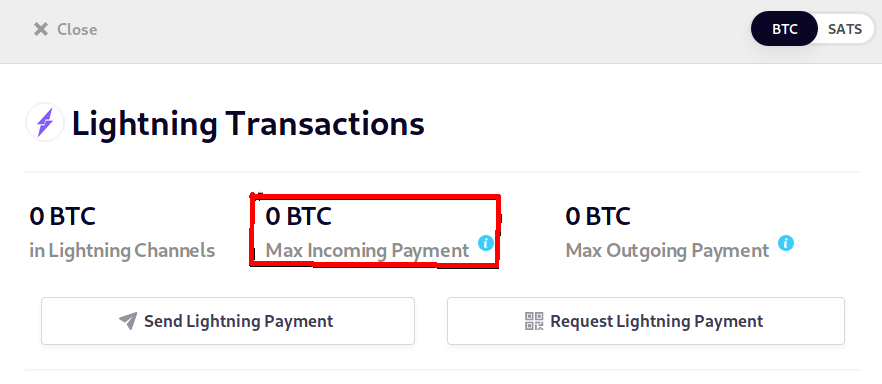 Close
BTC SATS
Lightning Transactions
0 BTC
in Lightning Channels
0 BTC
Max Incoming Payment i
0 BTC
Max Outgoing Payment i
Send Lightning Payment
Request Lightning Payment